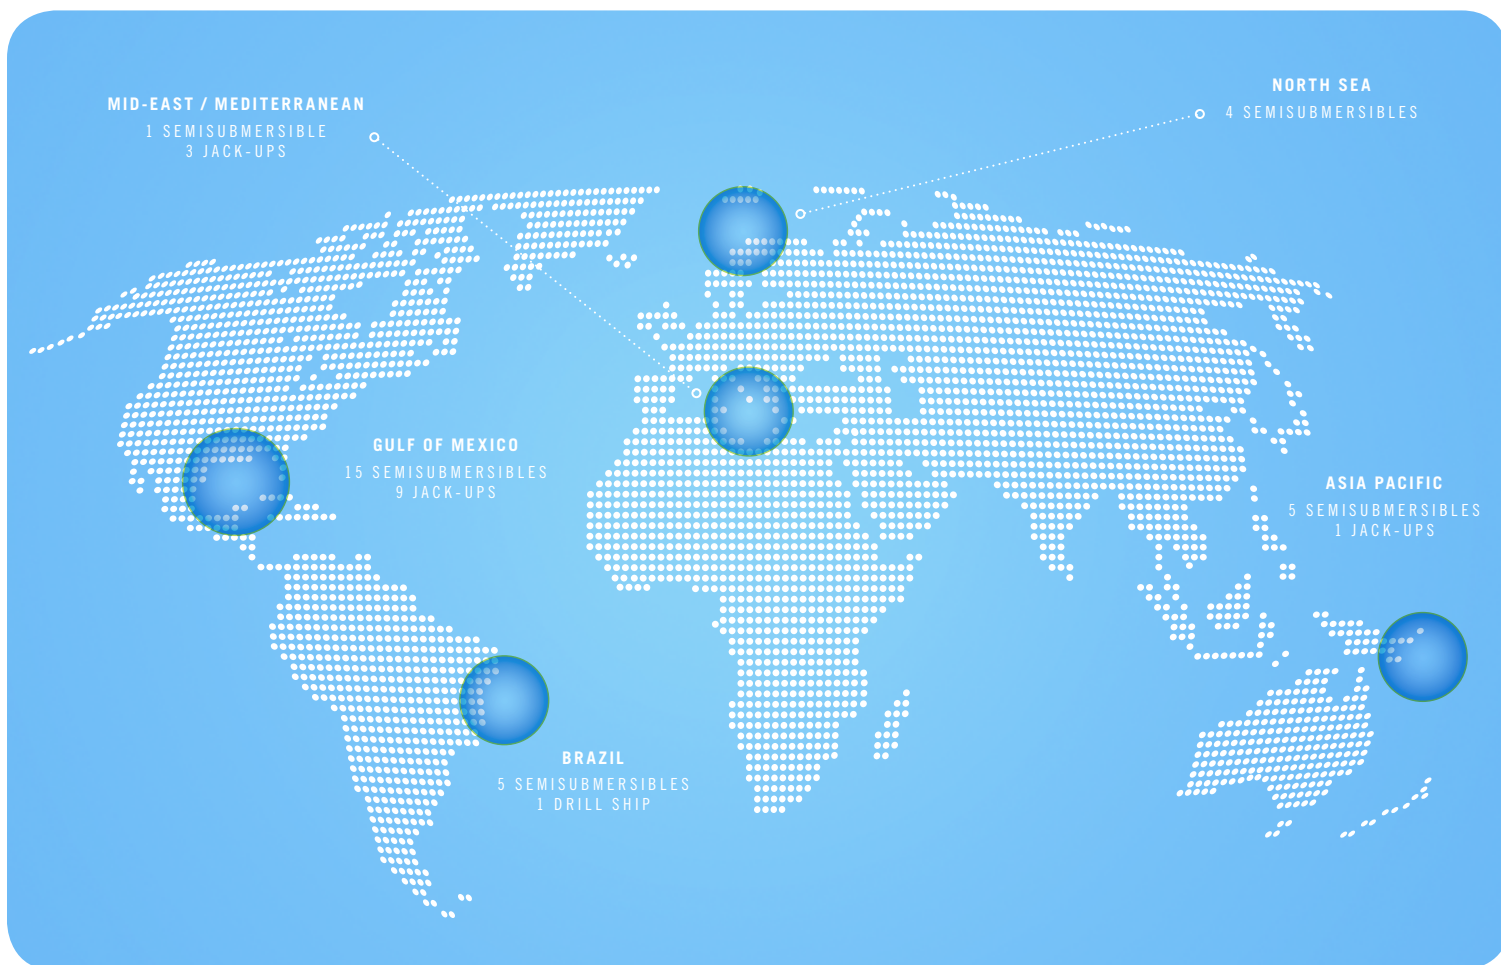 MID-EAST / MEDITERRANEAN
1 SEMISUBMERSIBLE
3 JACK-UPS
NORTH SEA
4 SEMISUBMERSIBLES
GULF OF MEXICO
15 SEMISUBMERSIBLES
9 JACK-UPS
ASIA PACIFIC
5 SEMISUBMERSIBLES
1 JACK-UPS
BRAZIL
5 SEMISUBMERSIBLES
1 DRILL SHIP